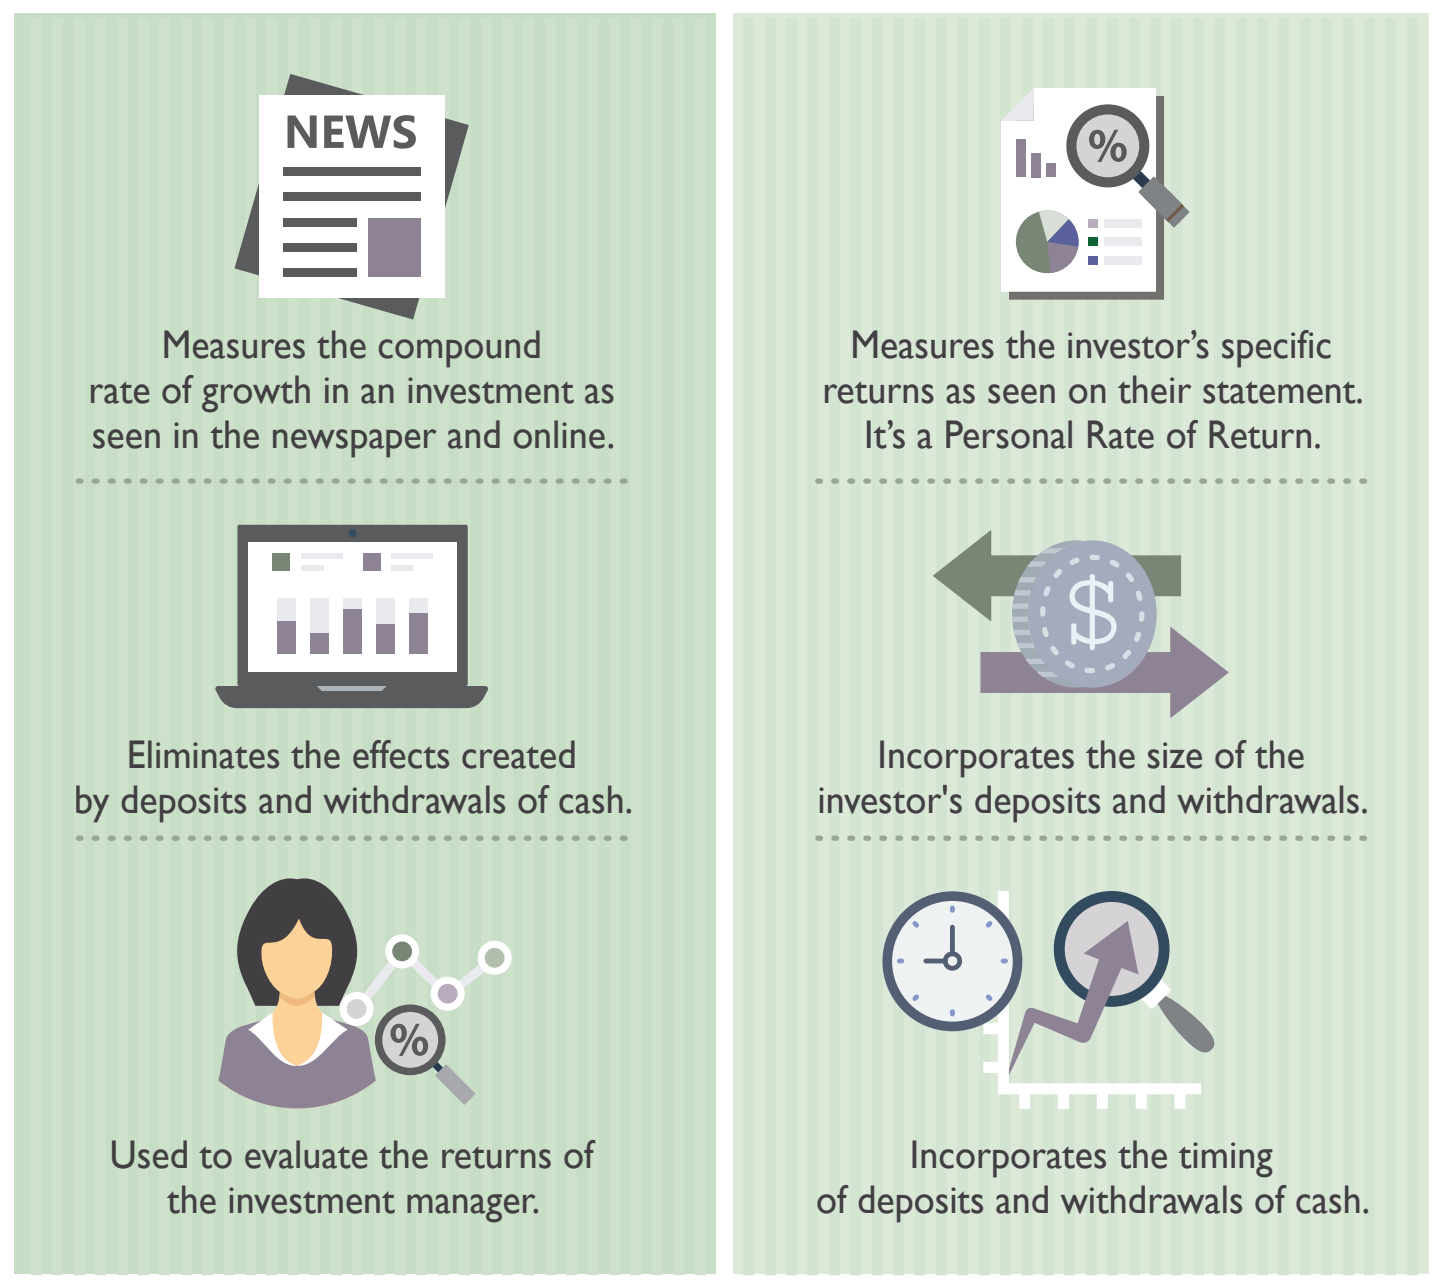 NEWS
Measures the compound
rate of growth in an investment as
seen in the newspaper and online.
Eliminates the effects created
by deposits and withdrawals of cash.
%
Used to evaluate the returns of
the investment manager.
%
Measures the investor’s specific
returns as seen on their statement.
It’s a Personal Rate of Return.
$
Incorporates the size of the
investor's deposits and withdrawals.
Incorporates the timing
of deposits and withdrawals of cash.